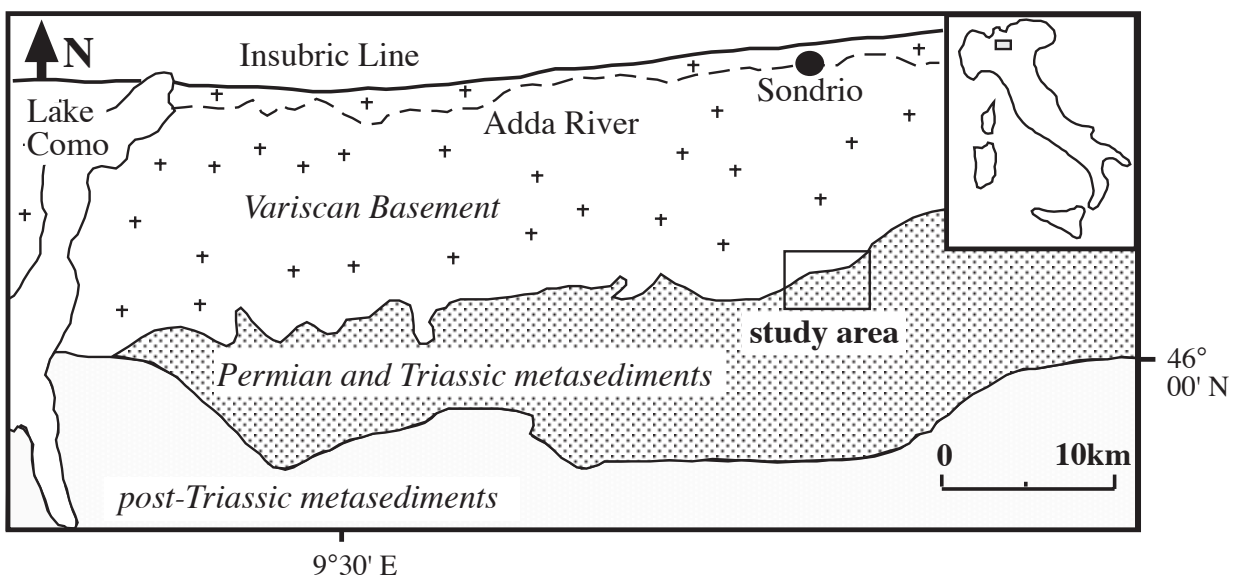 N
Insubric Line
Sondrio
Lake
Como
Adda River
Variscan Basement
study area
Permian and Triassic metasediments
46°
00' N
0 10km
post-Triassic metasediments
9°30' E